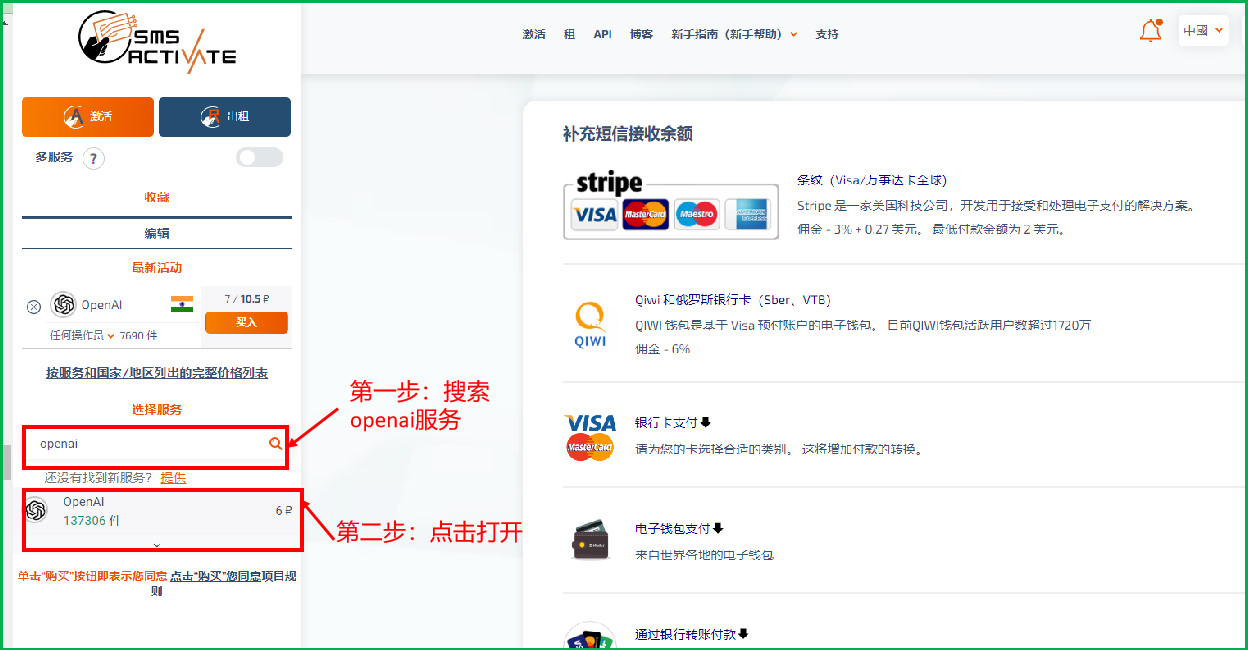 SMS
ACTIVATE
激活 租 API 博客 新手指南（新手帮助） 支持
中國
激活
出租
多服务 ?
收藏
编辑
最新活动
OpenAI
7 / 10.5 ₽
买入
任何操作员 7690 件
按服务和国家/地区列出的完整价格列表
选择服务
openai
还没有找到新服务？ 提供
OpenAI
137306 件
6 ₽
单击“购买”按钮即表示您同意 点击“购买”您同意项目规
则
第一步：搜索
openai服务
第二步：点击打开
补充短信接收余额
stripe
VISA MasterCard Maestro AMERICAN EXPRESS
条纹（Visa/万事达卡全球）
Stripe 是一家美国科技公司，开发用于接受和处理电子支付的解决方案。
佣金 - 3% + 0.27 美元。 最低付款余额为 2 美元。
QIWI
Qiwi 和俄罗斯银行卡（Sber、VTB）
QIWI 钱包是基于 Visa 预付账户的电子钱包。 目前QIWI钱包活跃用户数超过1720万
佣金 - 6%
VISA
MasterCard
银行卡支付
请为您的卡选择合适的类别。 这将增加付款的转换。
电子钱包支付
来自世界各地的电子钱包
通过银行转账付款